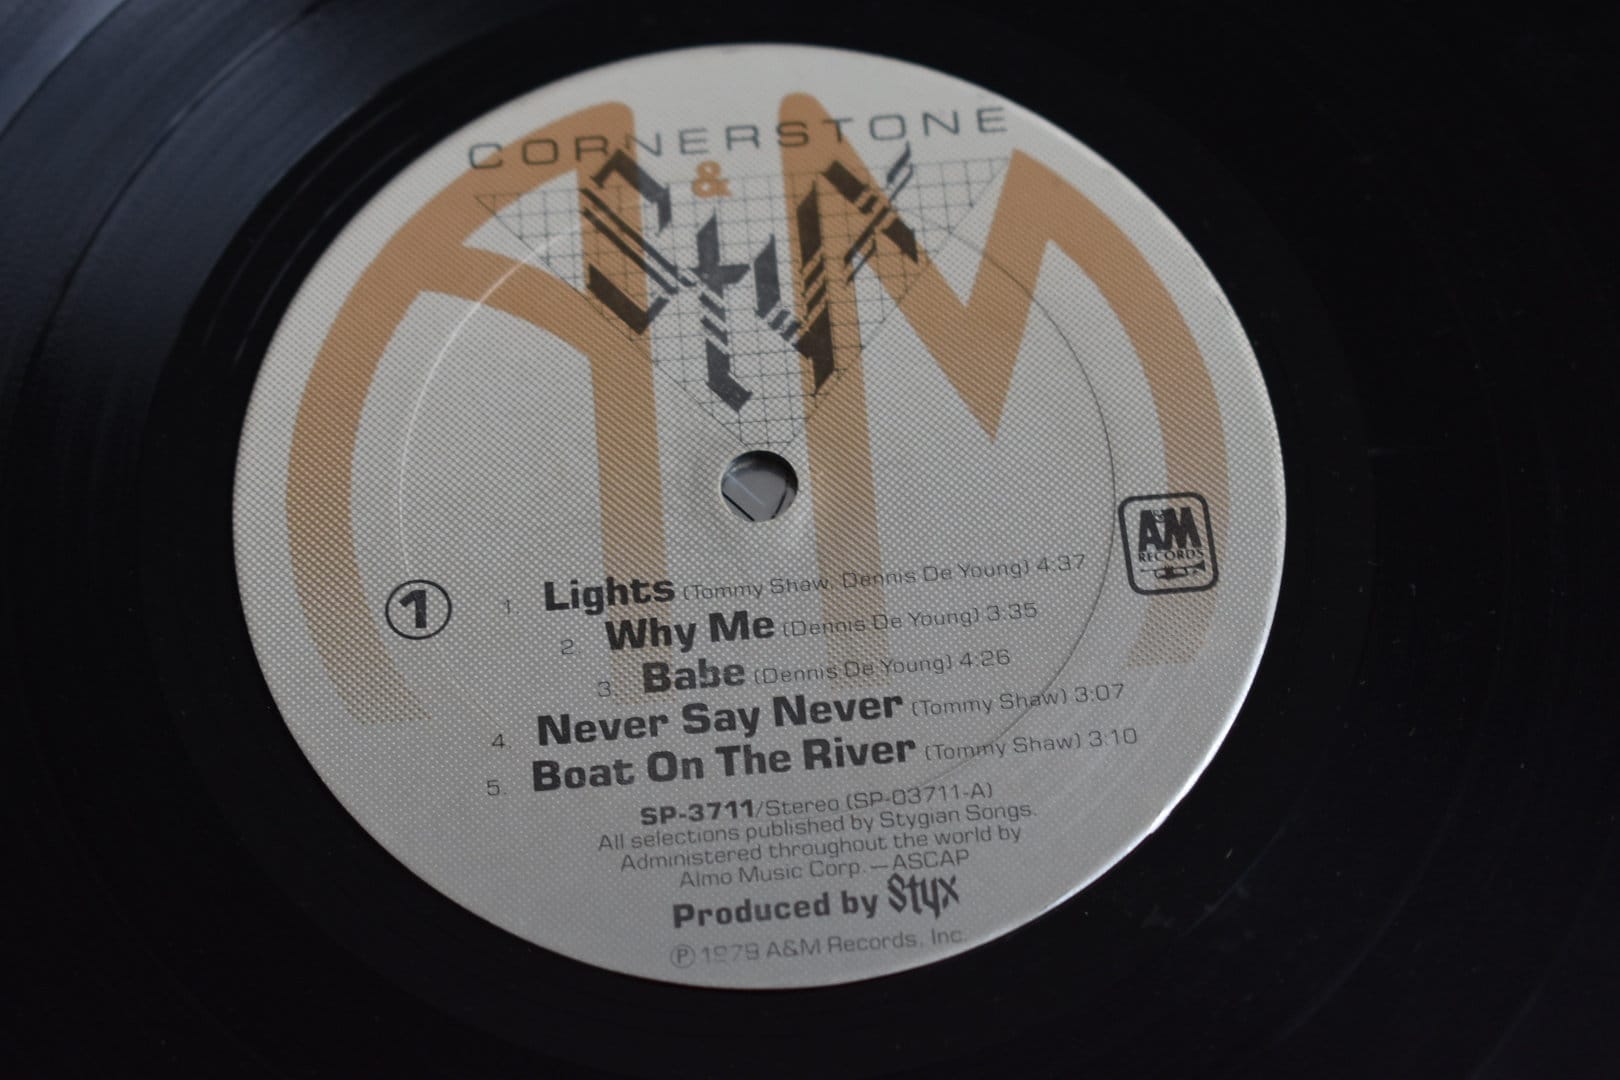 CORNERSTONE
&
Styx
A&M
RECORDS
1
1. Lights (Tommy Shaw, Dennis De Young) 4:37
2. Why Me (Dennis De Young) 3:35
3. Babe (Dennis De Young) 4:26
4. Never Say Never (Tommy Shaw) 3:07
5. Boat On The River (Tommy Shaw) 3:10
SP-3711/Stereo (SP-03711-A)
All selections published by Stygian Songs.
Administered throughout the world by
Almo Music Corp.—ASCAP
Produced by Styx
℗ 1979 A&M Records, Inc.